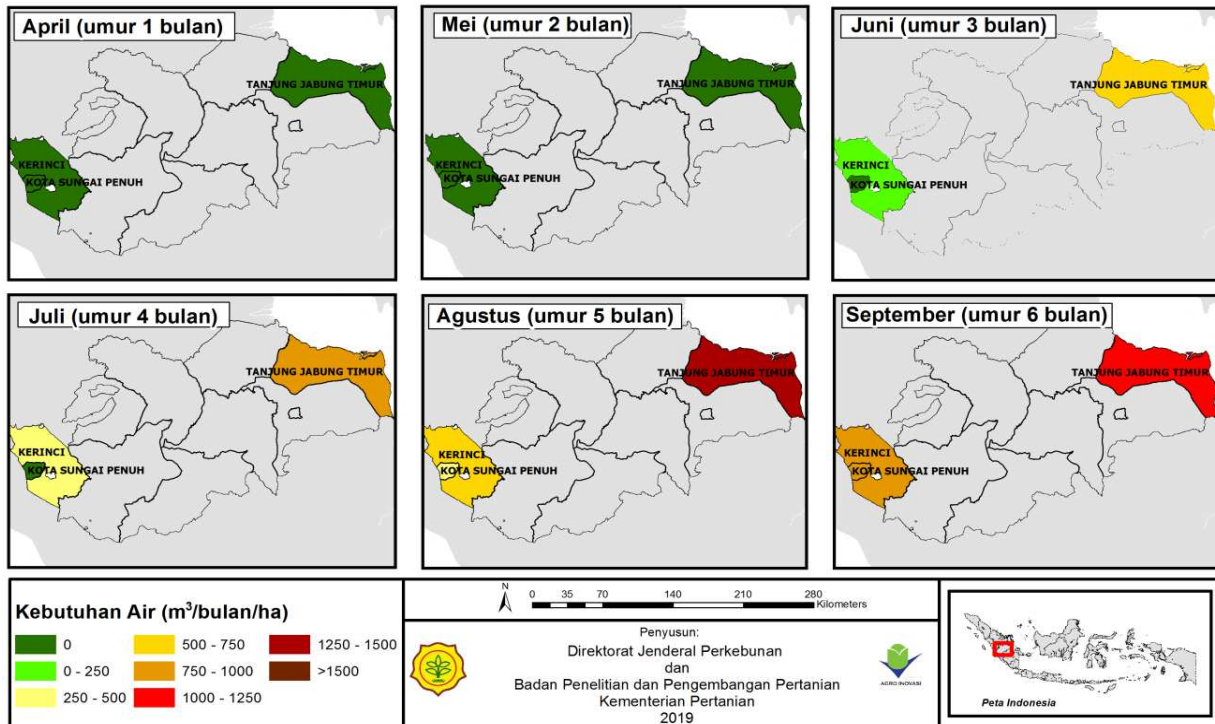 April (umur 1 bulan)
TANJUNG JABUNG TIMUR
KERINCI
KOTA SUNGAI PENUH
Mei (umur 2 bulan)
TANJUNG JABUNG TIMUR
KERINCI
KOTA SUNGAI PENUH
Juni (umur 3 bulan)
TANJUNG JABUNG TIMUR
KERINCI
KOTA SUNGAI PENUH
Juli (umur 4 bulan)
TANJUNG JABUNG TIMUR
KERINCI
KOTA SUNGAI PENUH
Agustus (umur 5 bulan)
TANJUNG JABUNG TIMUR
KERINCI
KOTA SUNGAI PENUH
September (umur 6 bulan)
TANJUNG JABUNG TIMUR
KERINCI
KOTA SUNGAI PENUH
Kebutuhan Air (m³/bulan/ha)
0
0 - 250
250 - 500
500 - 750
750 - 1000
1000 - 1250
1250 - 1500
>1500
N
0 35 70 140 210 280
Kilometers
Penyusun:
Direktorat Jenderal Perkebunan
dan
Badan Penelitian dan Pengembangan Pertanian
Kementerian Pertanian
2019
AGRO INOVASI
Peta Indonesia